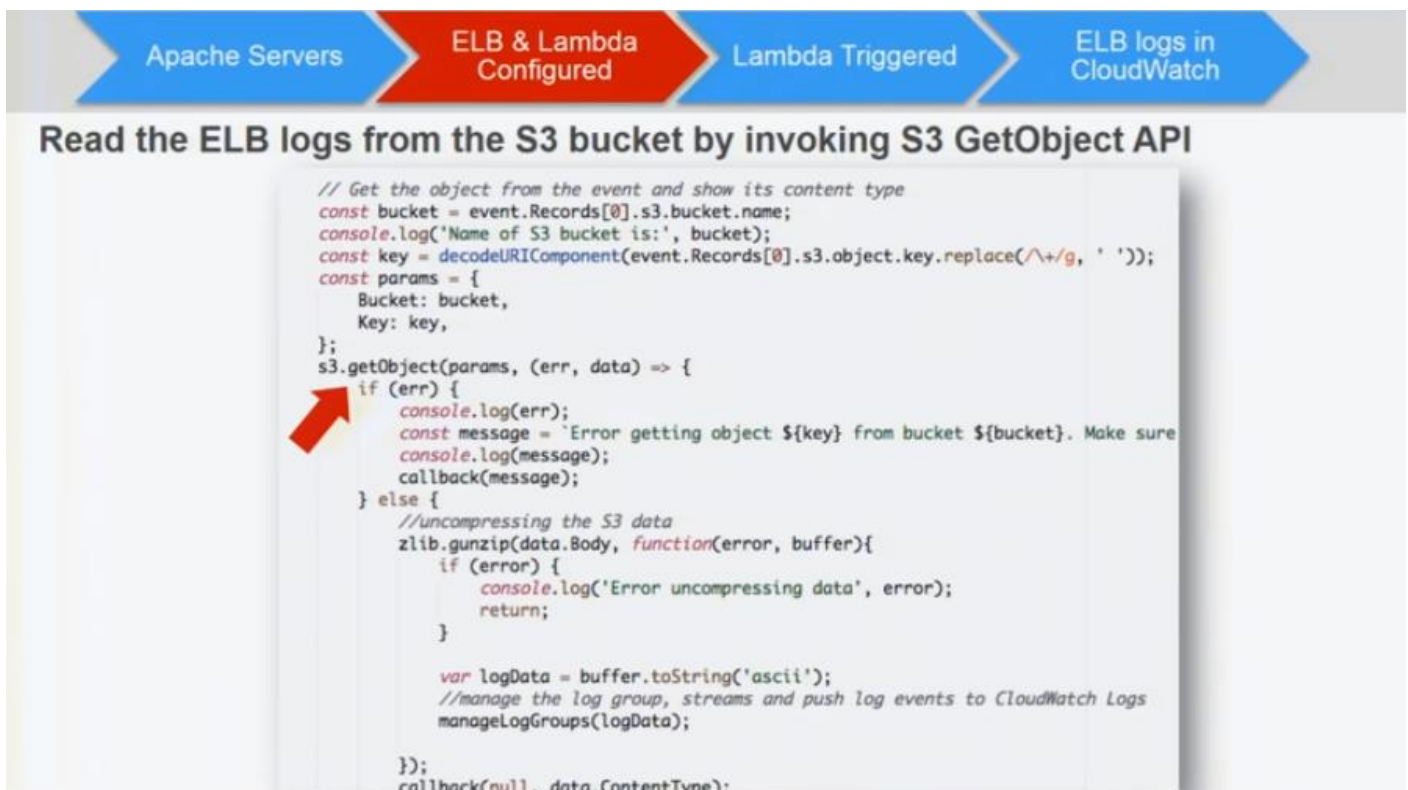 Apache Servers
ELB & Lambda
Configured
Lambda Triggered
ELB logs in
CloudWatch
Read the ELB logs from the S3 bucket by invoking S3 GetObject API
// Get the object from the event and show its content type
const bucket = event.Records[0].s3.bucket.name;
console.log('Name of S3 bucket is:', bucket);
const key = decodeURIComponent(event.Records[0].s3.object.key.replace(/\+/g, ' '));
const params = {
    Bucket: bucket,
    Key: key,
};
s3.getObject(params, (err, data) => {
    if (err) {
        console.log(err);
        const message = `Error getting object ${key} from bucket ${bucket}. Make sure
        console.log(message);
        callback(message);
    } else {
        //uncompressing the S3 data
        zlib.gunzip(data.Body, function(error, buffer){
            if (error) {
                console.log('Error uncompressing data', error);
                return;
            }
            var logData = buffer.toString('ascii');
            //manage the log group, streams and push log events to CloudWatch Logs
            manageLogGroups(logData);
        });
        callback(null, data.ContentType);